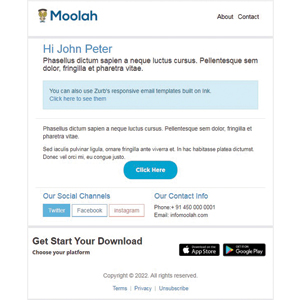 Moolah
About Contact
Hi John Peter
Phasellus dictum sapien a neque luctus cursus. Pellentesque sem
dolor, fringilla et pharetra vitae.
You can also use Zurb's responsive email templates built on Ink.
Click here to see them
Phasellus dictum sapien a neque luctus cursus. Pellentesque sem dolor, fringilla et
pharetra vitae.
Sed iaculis pulvinar ligula, ornare fringilla ante viverra et. In hac habitasse platea dictumst.
Donec vel orci mi, eu congue justo.
Click Here
Our Social Channels
Twitter Facebook Instagram
Our Contact Info
Phone:+ 91 450 000 0001
Email: infomoolah.com
Get Start Your Download
Choose your platform
Download on the
App Store
GET IT ON
Google Play
Copyright © 2022. All rights reserved.
Terms | Privacy | Unsubscribe